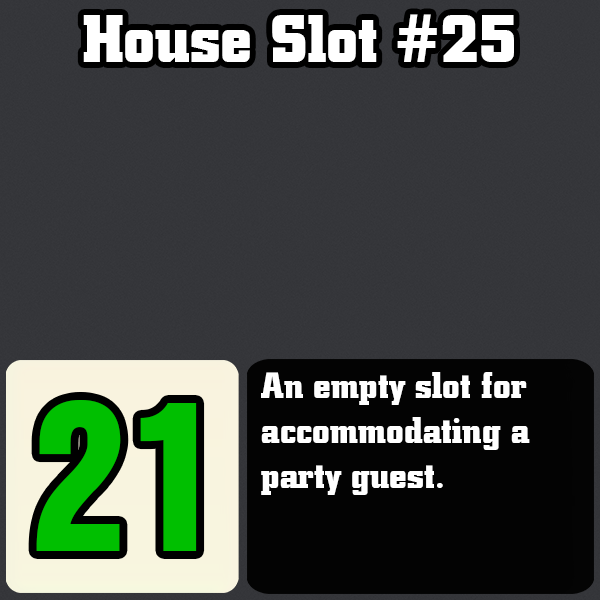 House Slot #25
21
An empty slot for
accommodating a
party guest.